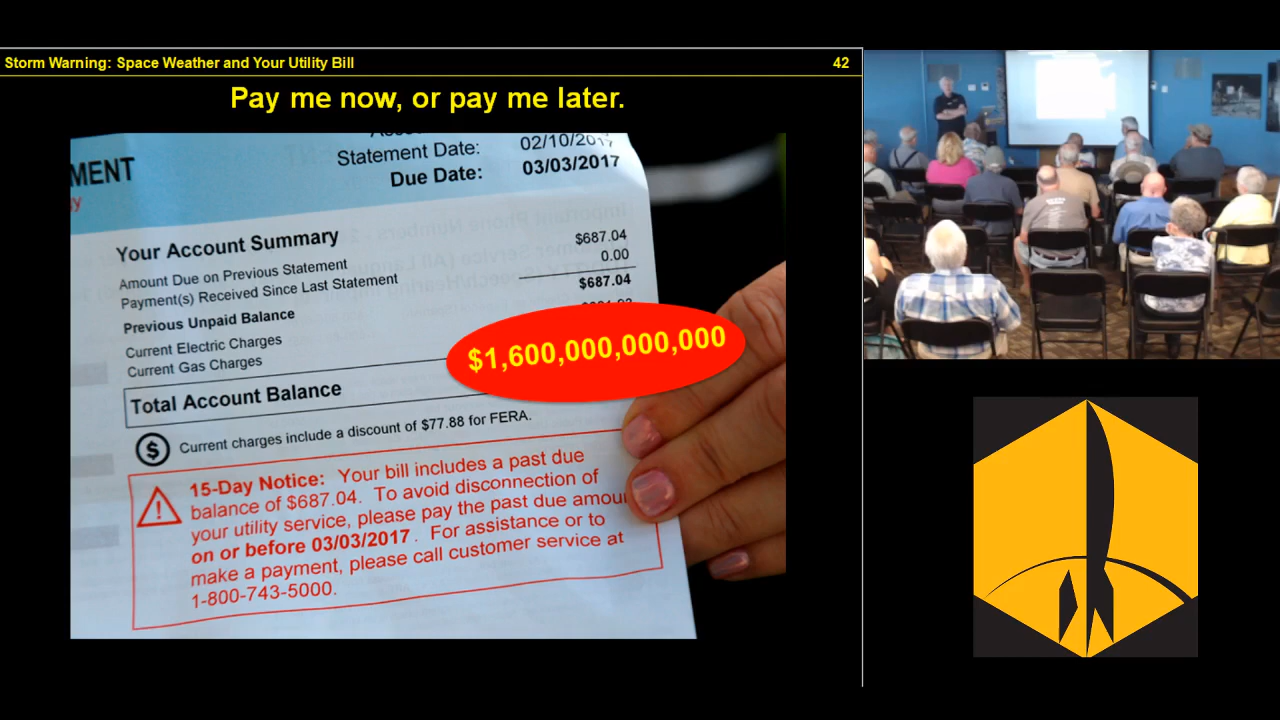 Storm Warning: Space Weather and Your Utility Bill 42
Pay me now, or pay me later.
MENT
Statement Date: 02/10/2017
Due Date: 03/03/2017
Your Account Summary
Amount Due on Previous Statement $687.04
Payment(s) Received Since Last Statement 0.00
Previous Unpaid Balance $687.04
Current Electric Charges
Current Gas Charges
$1,600,000,000,000
Total Account Balance
$ Current charges include a discount of $77.88 for FERA.
! 15-Day Notice: Your bill includes a past due
balance of $687.04. To avoid disconnection of
your utility service, please pay the past due amou
on or before 03/03/2017 . For assistance or to
make a payment, please call customer service at
1-800-743-5000.